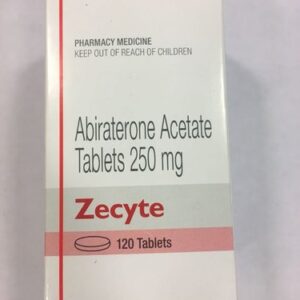 PHARMACY MEDICINE
KEEP OUT OF REACH OF CHILDREN
Abiraterone Acetate
Tablets 250 mg
Zecyte
120 Tablets